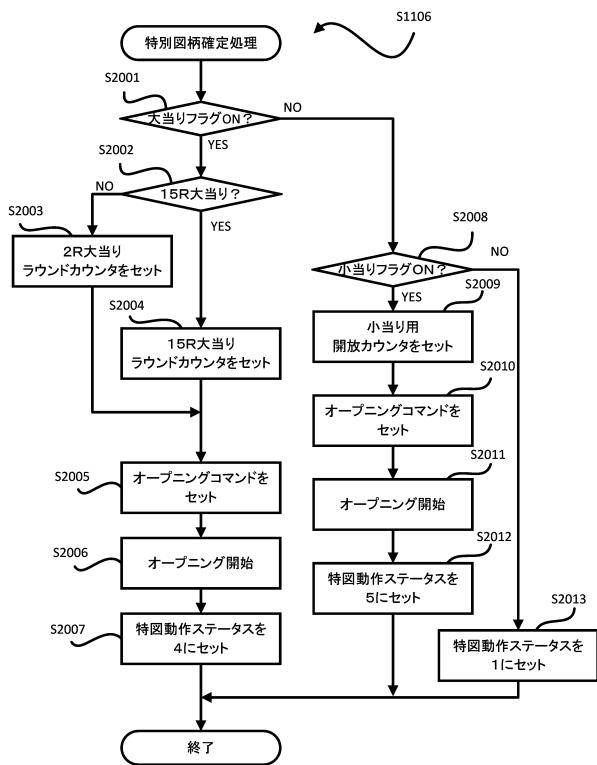 S1106
特別図柄確定処理
S2001
大当りフラグON？
NO
YES
S2002
15R大当り？
NO
YES
S2003
2R大当り
ラウンドカウンタをセット
S2004
15R大当り
ラウンドカウンタをセット
S2005
オープニングコマンドを
セット
S2006
オープニング開始
S2007
特図動作ステータスを
4にセット
S2008
小当りフラグON？
NO
YES
S2009
小当り用
開放カウンタをセット
S2010
オープニングコマンドを
セット
S2011
オープニング開始
S2012
特図動作ステータスを
5にセット
S2013
特図動作ステータスを
1にセット
終了